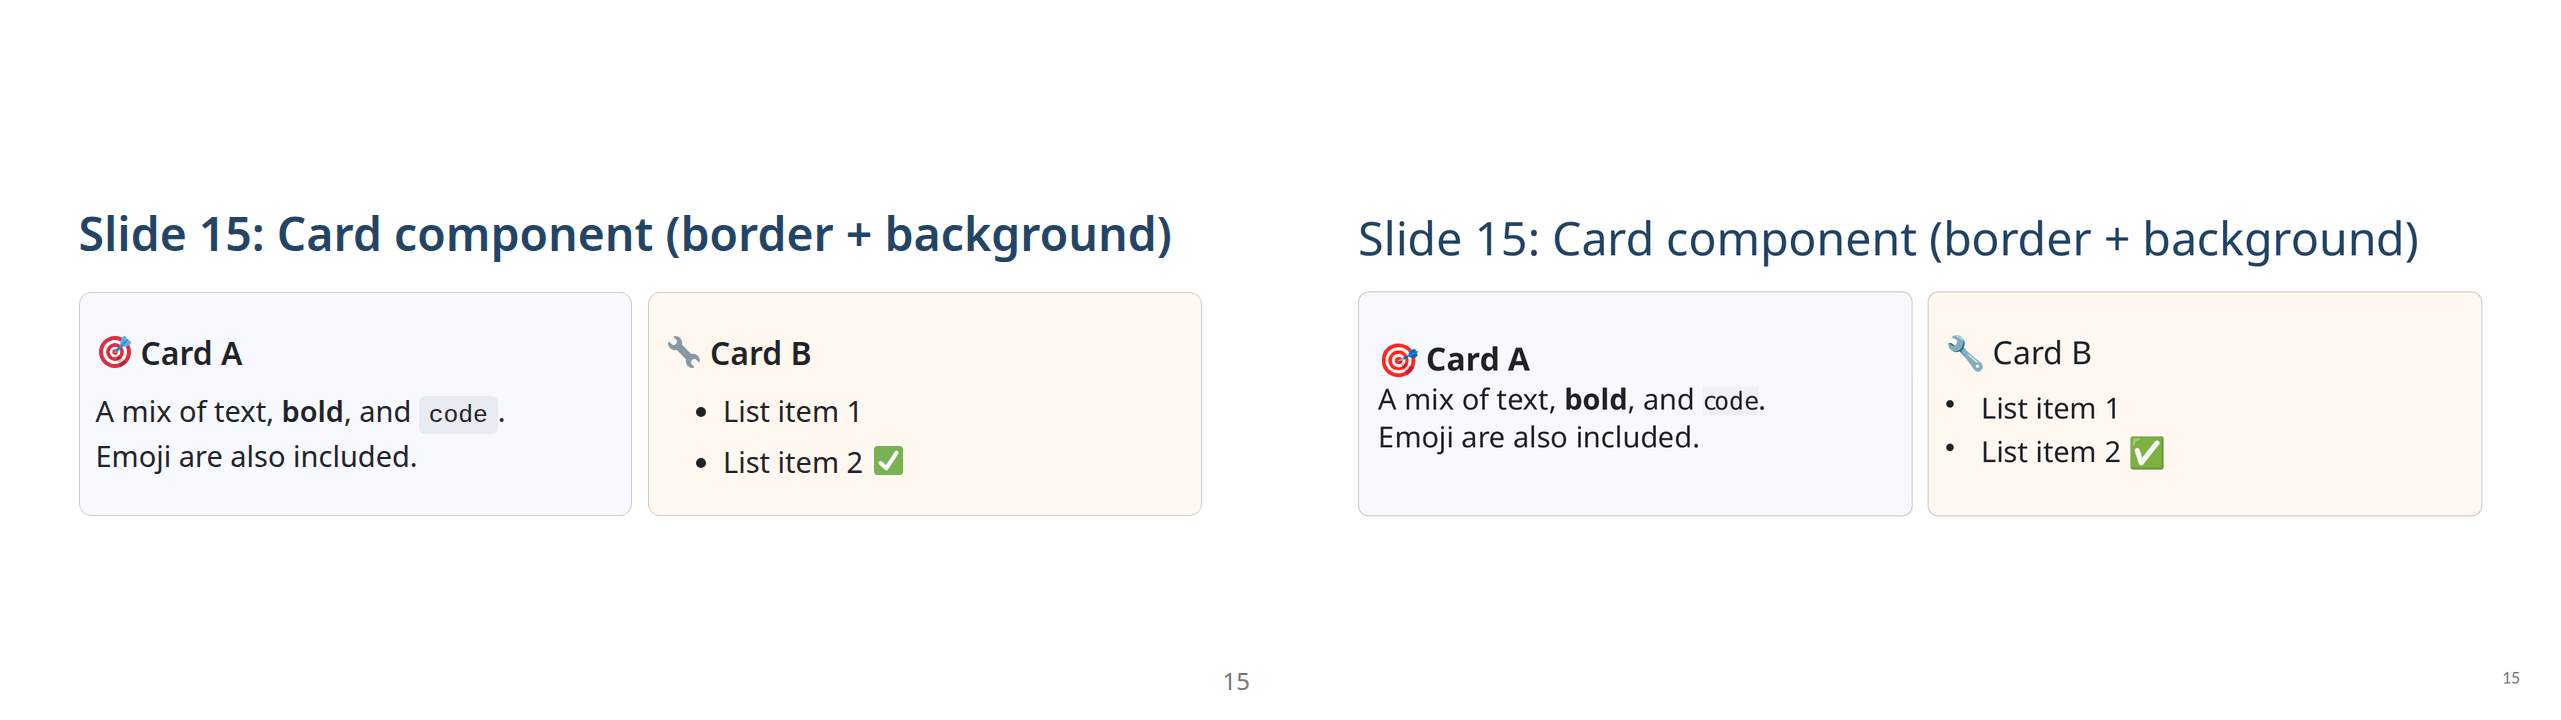 Slide 15: Card component (border + background)
🎯 Card A
A mix of text, bold, and code.
Emoji are also included.
🔧 Card B
• List item 1
• List item 2 ✅
15
Slide 15: Card component (border + background)
🎯 Card A
A mix of text, bold, and code.
Emoji are also included.
🔧 Card B
• List item 1
• List item 2 ✅
15